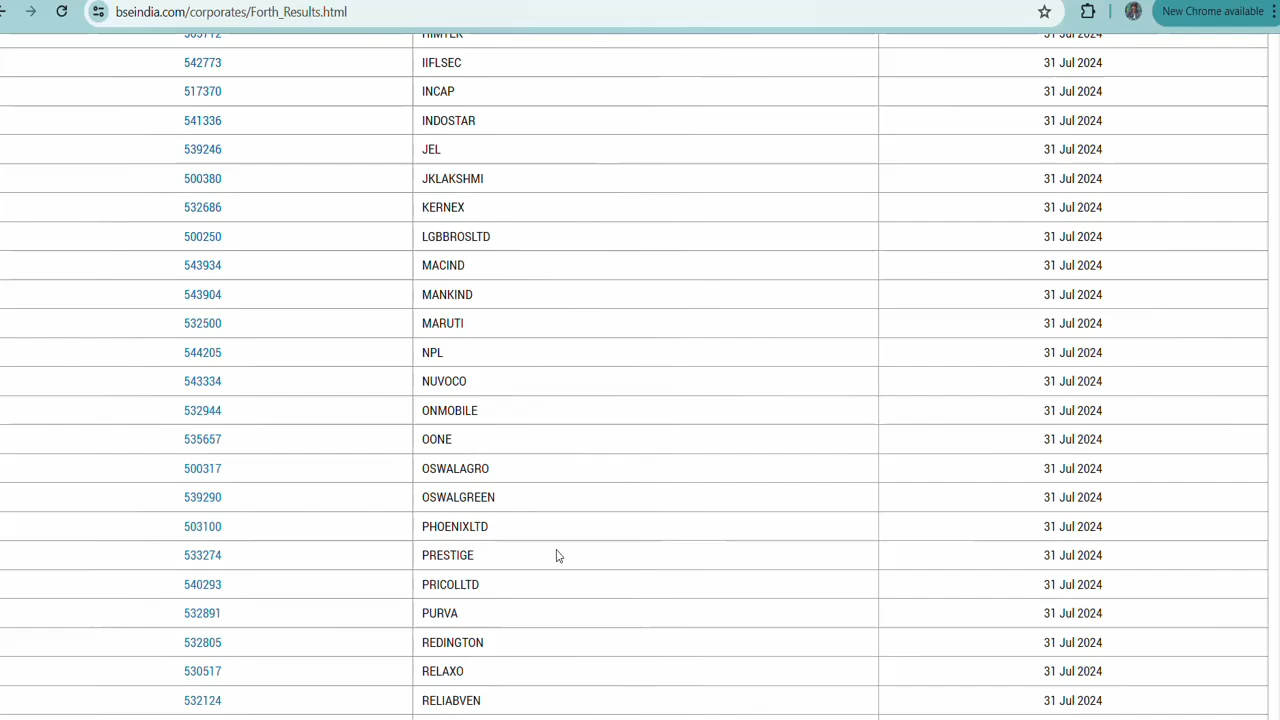 bseindia.com/corporates/Forth_Results.html New Chrome available
505712 HIMTEK 31 Jul 2024
542773 IIFLSEC 31 Jul 2024
517370 INCAP 31 Jul 2024
541336 INDOSTAR 31 Jul 2024
539246 JEL 31 Jul 2024
500380 JKLAKSHMI 31 Jul 2024
532686 KERNEX 31 Jul 2024
500250 LGBBROSLTD 31 Jul 2024
543934 MACIND 31 Jul 2024
543904 MANKIND 31 Jul 2024
532500 MARUTI 31 Jul 2024
544205 NPL 31 Jul 2024
543334 NUVOCO 31 Jul 2024
532944 ONMOBILE 31 Jul 2024
535657 OONE 31 Jul 2024
500317 OSWALAGRO 31 Jul 2024
539290 OSWALGREEN 31 Jul 2024
503100 PHOENIXLTD 31 Jul 2024
533274 PRESTIGE 31 Jul 2024
540293 PRICOLLTD 31 Jul 2024
532891 PURVA 31 Jul 2024
532805 REDINGTON 31 Jul 2024
530517 RELAXO 31 Jul 2024
532124 RELIABVEN 31 Jul 2024